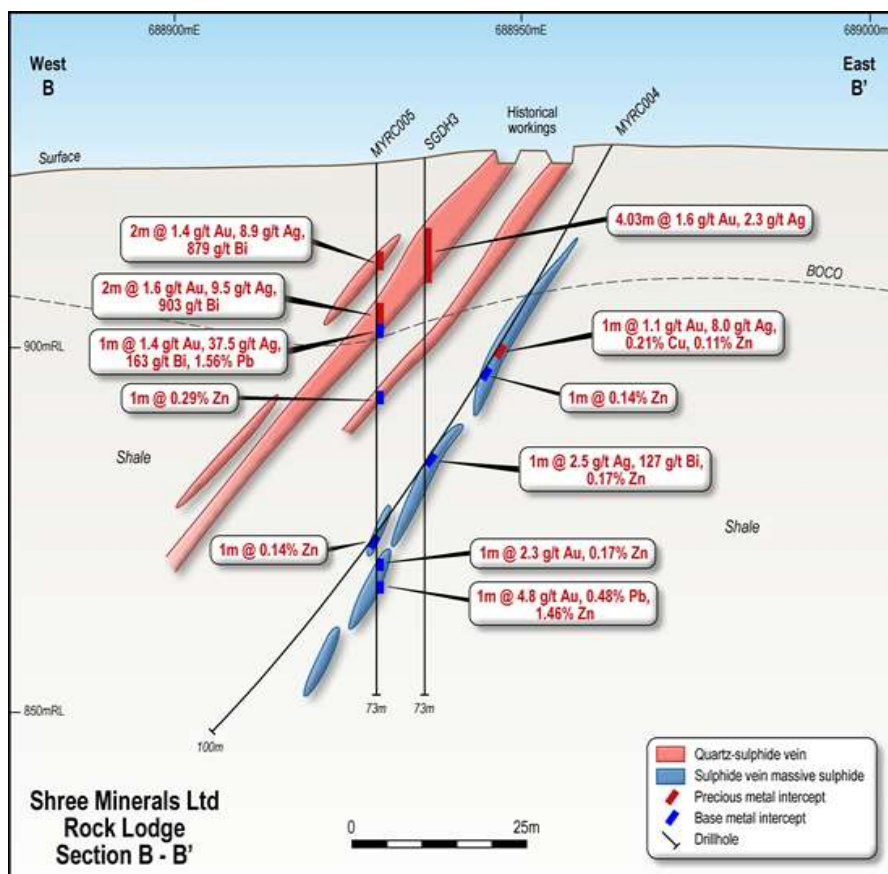 688900mE
688950mE
689000m
West
B
East
B'
MYRC005
SGDH3
Historical
workings
MYRC004
Surface
2m @ 1.4 g/t Au, 8.9 g/t Ag,
879 g/t Bi
4.03m @ 1.6 g/t Au, 2.3 g/t Ag
BOCO
2m @ 1.6 g/t Au, 9.5 g/t Ag,
903 g/t Bi
900mRL
1m @ 1.4 g/t Au, 37.5 g/t Ag,
163 g/t Bi, 1.56% Pb
1m @ 1.1 g/t Au, 8.0 g/t Ag,
0.21% Cu, 0.11% Zn
1m @ 0.29% Zn
1m @ 0.14% Zn
Shale
1m @ 2.5 g/t Ag, 127 g/t Bi,
0.17% Zn
Shale
1m @ 0.14% Zn
1m @ 2.3 g/t Au, 0.17% Zn
1m @ 4.8 g/t Au, 0.48% Pb,
1.46% Zn
850mRL
73m
73m
100m
Shree Minerals Ltd
Rock Lodge
Section B - B'
0
25m
Quartz-sulphide vein
Sulphide vein massive sulphide
Precious metal intercept
Base metal intercept
Drillhole